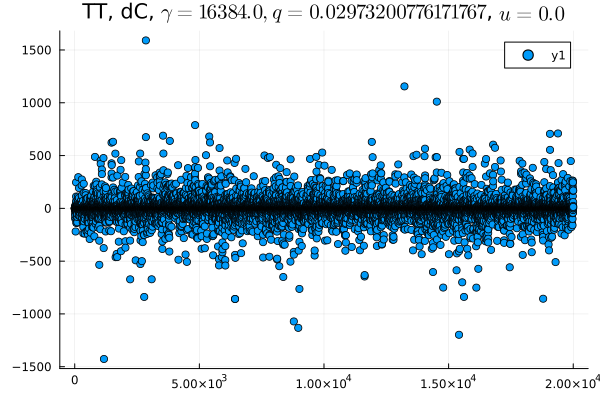 TT, dC, γ = 16384.0, q = 0.02973200776171767, u = 0.0
y1
1500
1000
500
0
−500
−1000
−1500
0 5.00×10³ 1.00×10⁴ 1.50×10⁴ 2.00×10⁴